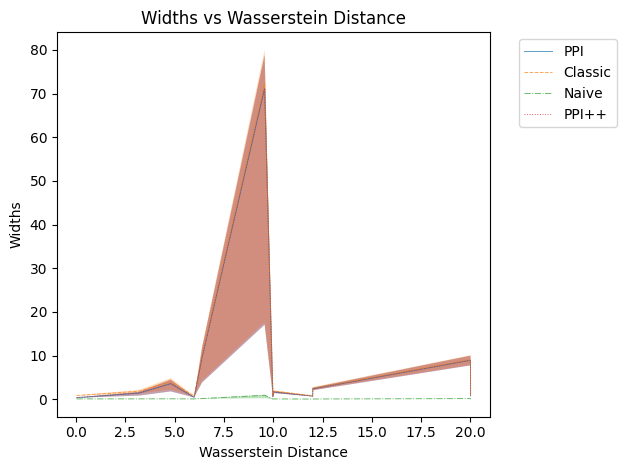 Widths vs Wasserstein Distance
PPI
Classic
Naive
PPI++
80
70
60
50
40
30
20
10
0
Widths
0.0 2.5 5.0 7.5 10.0 12.5 15.0 17.5 20.0
Wasserstein Distance